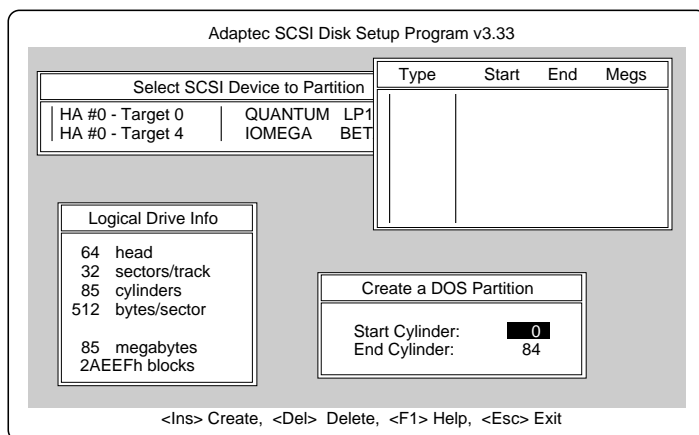 Adaptec SCSI Disk Setup Program v3.33
Select SCSI Device to Partition
HA #0 - Target 0 QUANTUM LP1
HA #0 - Target 4 IOMEGA BET
Type Start End Megs
Logical Drive Info
64 head
32 sectors/track
85 cylinders
512 bytes/sector
85 megabytes
2AEEFh blocks
Create a DOS Partition
Start Cylinder: 0
End Cylinder: 84
<Ins> Create, <Del> Delete, <F1> Help, <Esc> Exit